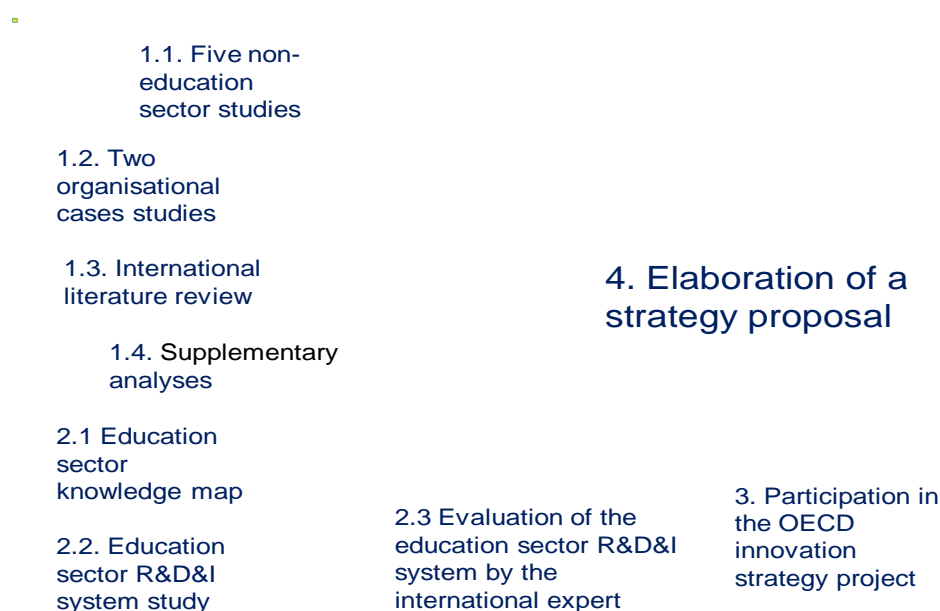 1.1. Five non-
education
sector studies
1.2. Two
organisational
cases studies
1.3. International
literature review
1.4. Supplementary
analyses
2.1 Education
sector
knowledge map
2.2. Education
sector R&D&I
system study
2.3 Evaluation of the
education sector R&D&I
system by the
international expert
3. Participation in
the OECD
innovation
strategy project
4. Elaboration of a
strategy proposal